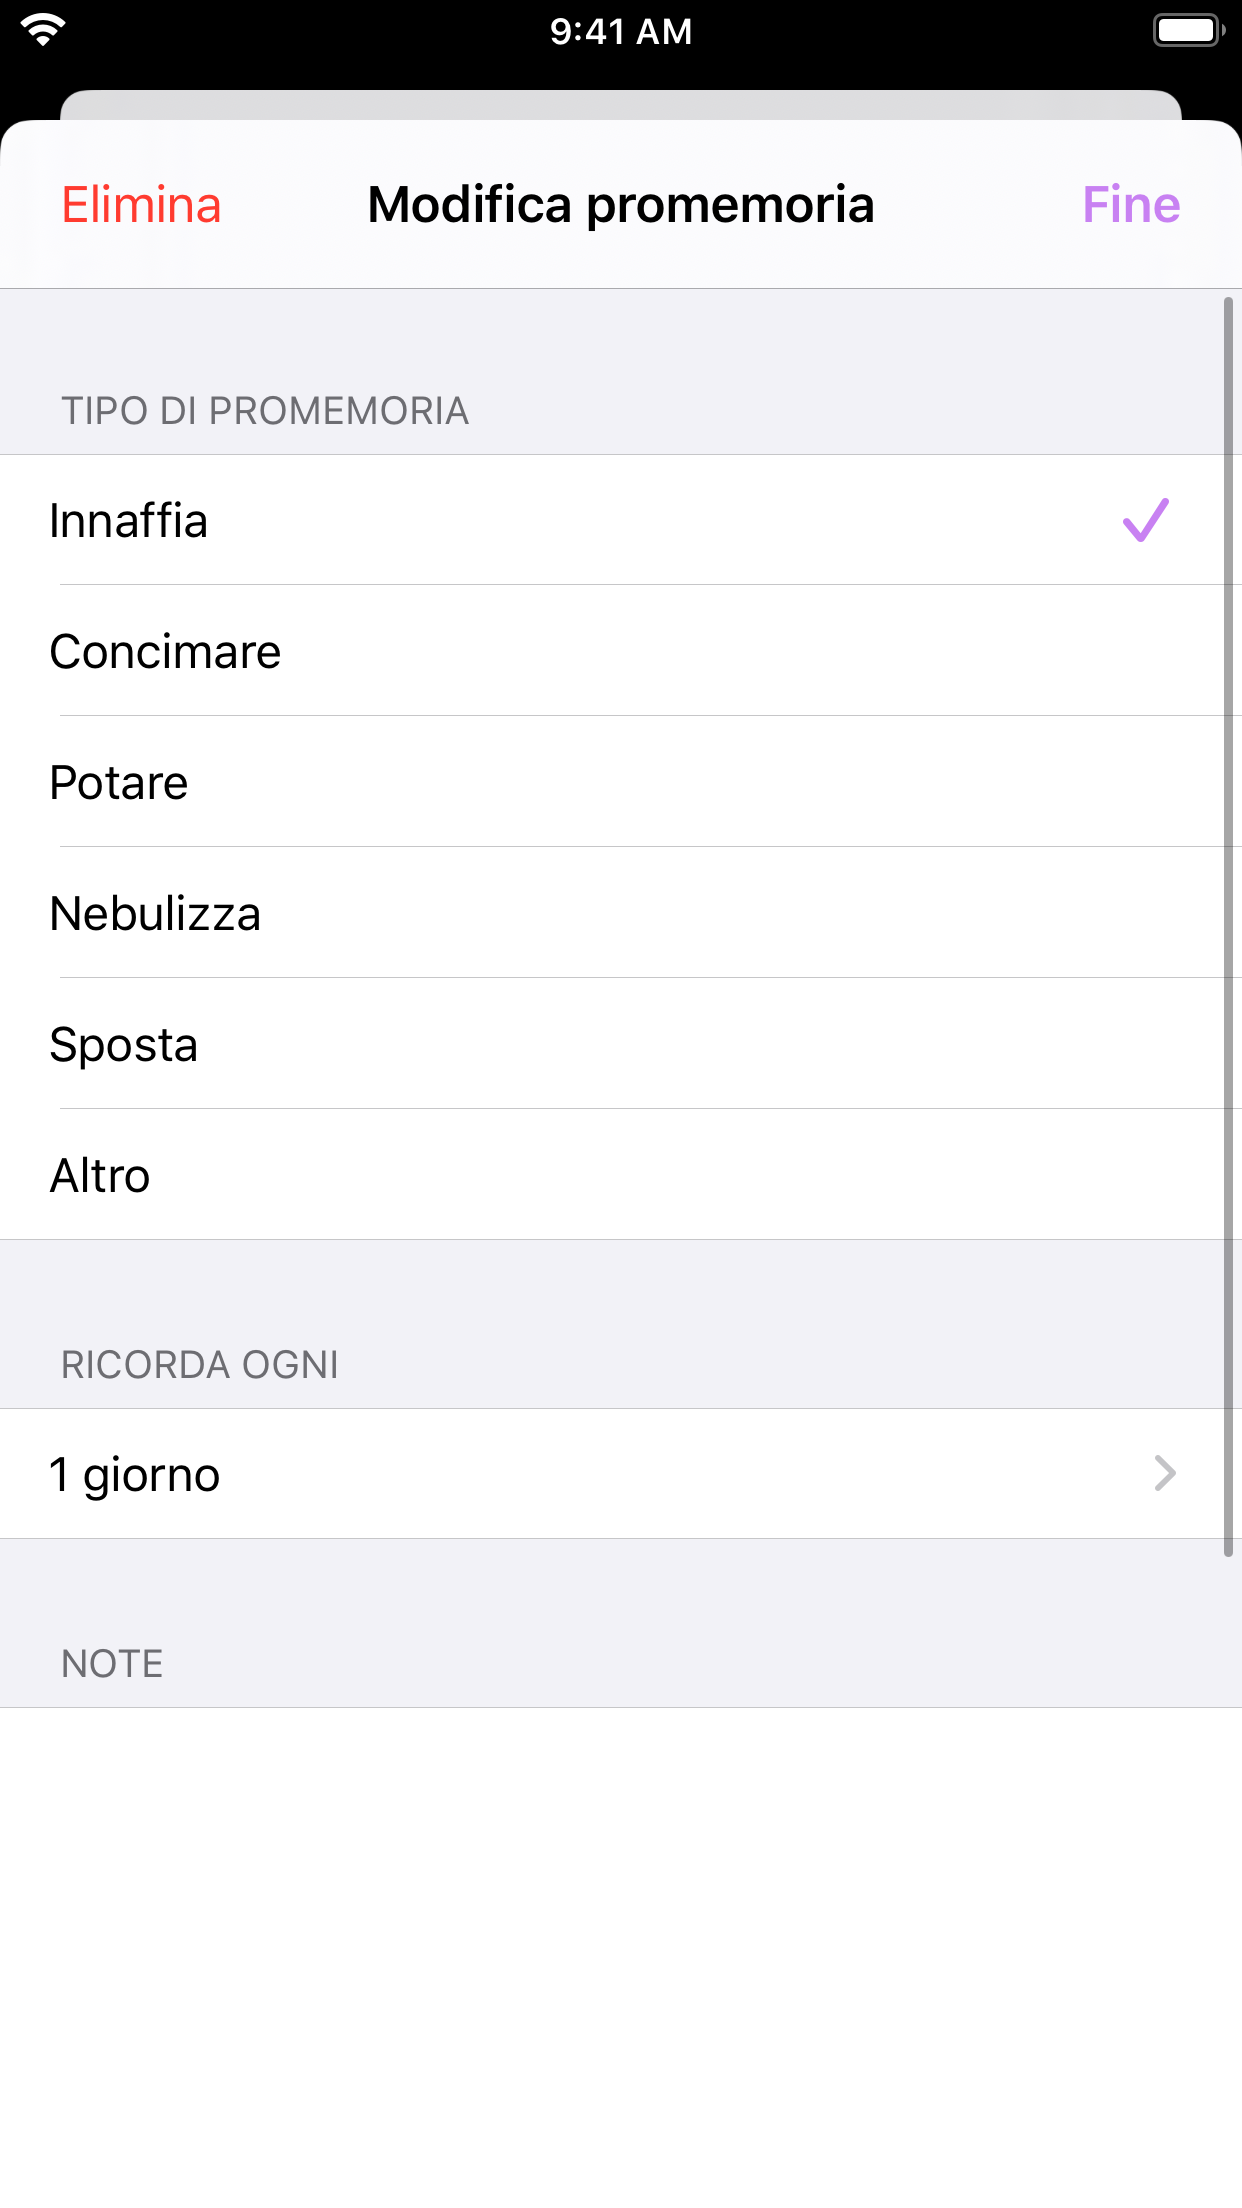 9:41 AM
Elimina
Modifica promemoria
Fine
TIPO DI PROMEMORIA
Innaffia
Concimare
Potare
Nebulizza
Sposta
Altro
RICORDA OGNI
1 giorno
NOTE